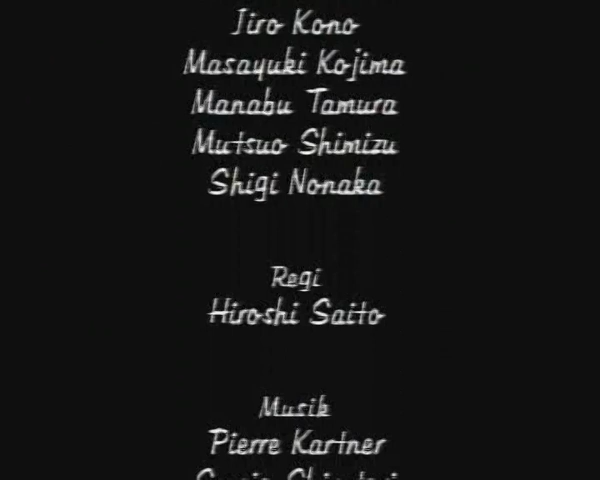 Jiro Kono
Masayuki Kojima
Manabu Tamura
Mutsuo Shimizu
Shigi Nonaka
Regi
Hiroshi Saito
Musik
Pierre Kartner